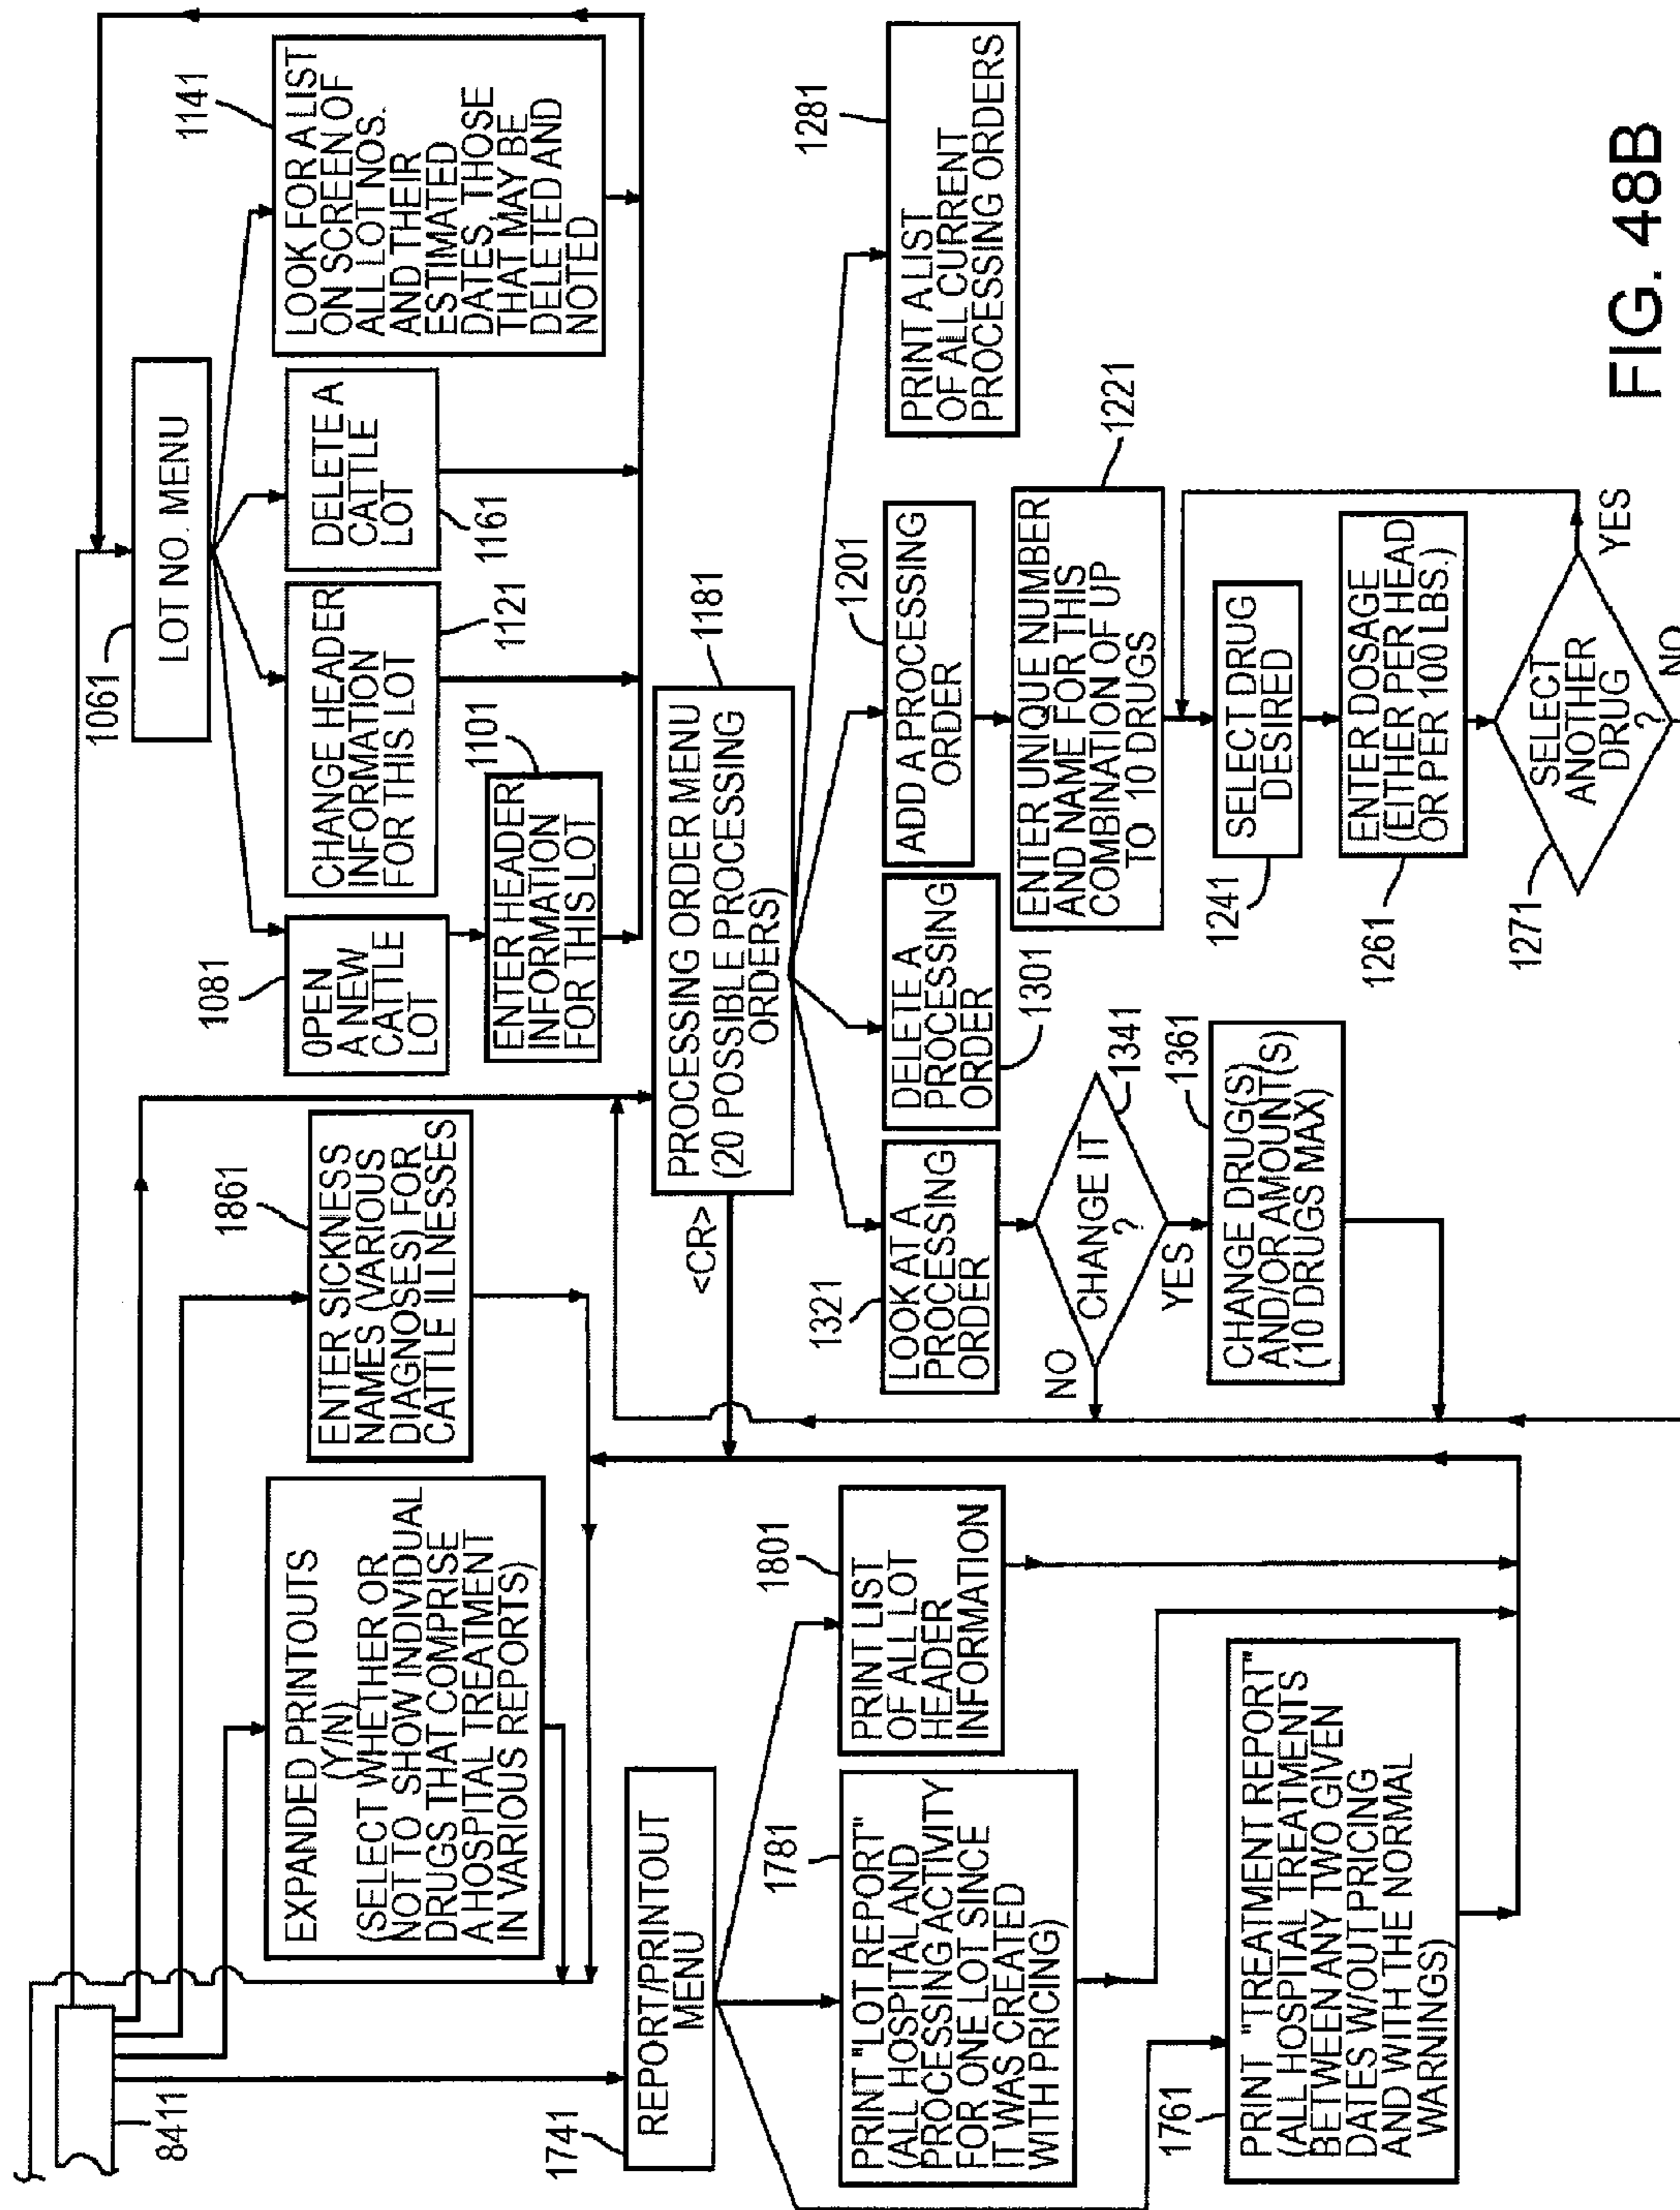 8411
1061
LOT NO. MENU
1081
OPEN
A NEW
CATTLE
LOT
1101
ENTER HEADER
INFORMATION
FOR THIS LOT
CHANGE HEADER
INFORMATION
FOR THIS LOT
1121
DELETE A
CATTLE
LOT
1161
LOOK FOR A LIST
ON SCREEN OF
ALL LOT NOS.
AND THEIR
ESTIMATED
DATES, THOSE
THAT MAY BE
DELETED AND
NOTED
1141
EXPANDED PRINTOUTS
(Y/N)
(SELECT WHETHER OR
NOT TO SHOW INDIVIDUAL
DRUGS THAT COMPRISE
A HOSPITAL TREATMENT
IN VARIOUS REPORTS)
1861
ENTER SICKNESS
NAMES (VARIOUS
DIAGNOSES) FOR
CATTLE ILLNESSES
1741
REPORT/PRINTOUT
MENU
1781
PRINT "LOT REPORT"
(ALL HOSPITAL AND
PROCESSING ACTIVITY
FOR ONE LOT SINCE
IT WAS CREATED
WITH PRICING)
1801
PRINT LIST
OF ALL LOT
HEADER
INFORMATION
1761
PRINT "TREATMENT REPORT"
(ALL HOSPITAL TREATMENTS
BETWEEN ANY TWO GIVEN
DATES W/OUT PRICING
AND WITH THE NORMAL
WARNINGS)
<CR>
PROCESSING ORDER MENU
(20 POSSIBLE PROCESSING
ORDERS)
1181
1321
LOOK AT A
PROCESSING
ORDER
CHANGE IT
?
1341
NO
YES
CHANGE DRUG(S)
AND/OR AMOUNT(S)
(10 DRUGS MAX)
1361
DELETE A
PROCESSING
ORDER
1301
ADD A PROCESSING
ORDER
1201
ENTER UNIQUE NUMBER
AND NAME FOR THIS
COMBINATION OF UP
TO 10 DRUGS
1221
1241
SELECT DRUG
DESIRED
1261
ENTER DOSAGE
(EITHER PER HEAD
OR PER 100 LBS.)
1271
SELECT
ANOTHER
DRUG
?
YES
NO
PRINT A LIST
OF ALL CURRENT
PROCESSING ORDERS
1281
FIG. 48B